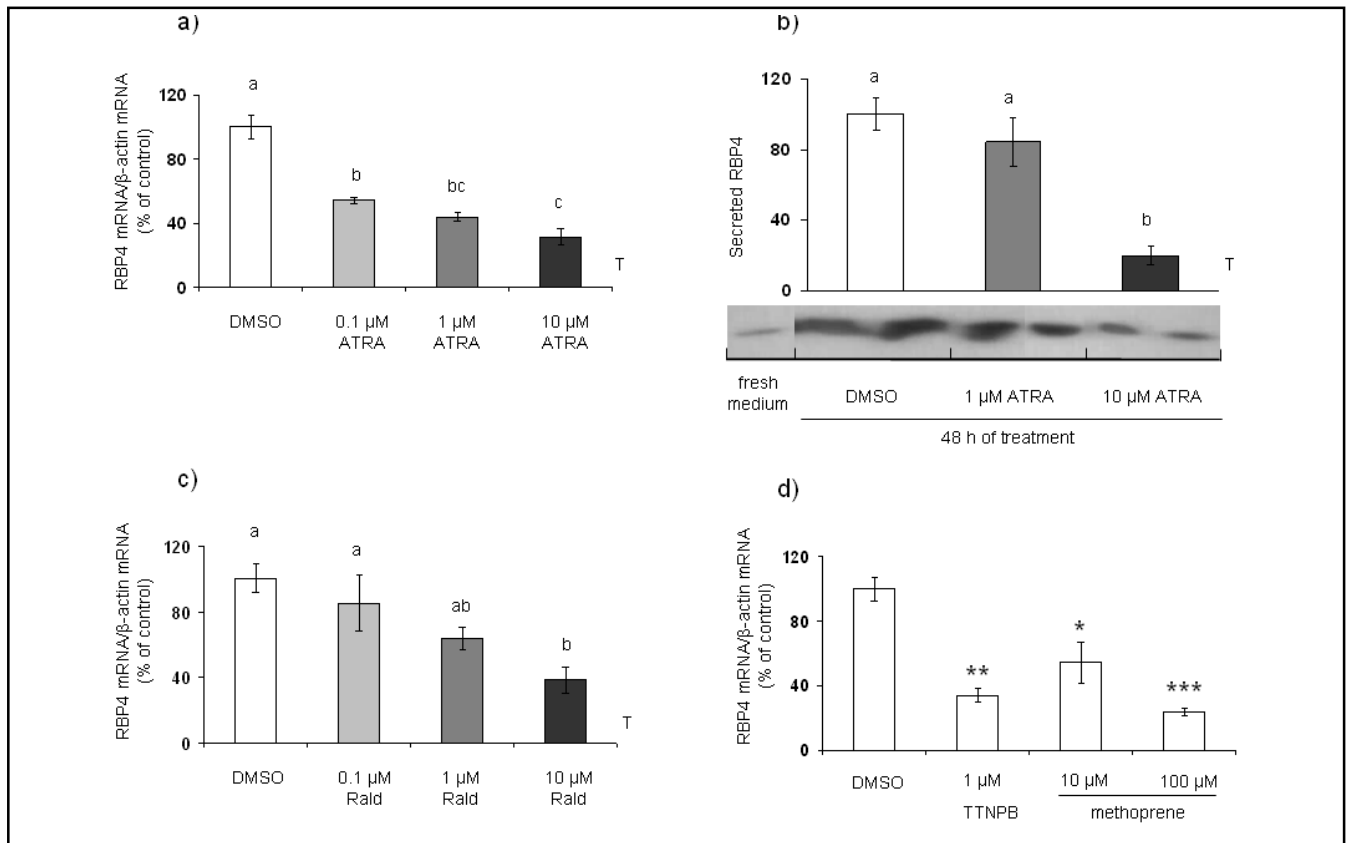 a)
RBP4 mRNA/β-actin mRNA
(% of control)
120
80
40
0
a
b
bc
c
T
DMSO
0.1 µM
ATRA
1 µM
ATRA
10 µM
ATRA
b)
Secreted RBP4
120
80
40
0
a
a
b
T
fresh
medium
DMSO
1 µM ATRA
10 µM ATRA
48 h of treatment
c)
RBP4 mRNA/β-actin mRNA
(% of control)
120
80
40
0
a
a
ab
b
T
DMSO
0.1 µM
Rald
1 µM
Rald
10 µM
Rald
d)
RBP4 mRNA/β-actin mRNA
(% of control)
120
80
40
0
**
*
***
DMSO
1 µM
TTNPB
10 µM
100 µM
methoprene